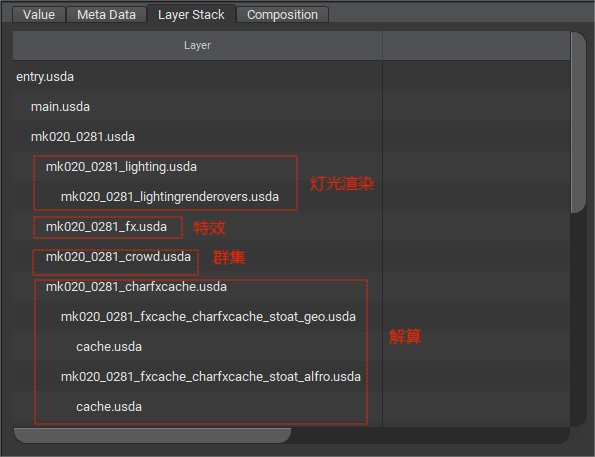 Value Meta Data Layer Stack Composition
Layer
entry.usda
main.usda
mk020_0281.usda
mk020_0281_lighting.usda
灯光渲染
mk020_0281_lightingrenderovers.usda
mk020_0281_fx.usda 特效
mk020_0281_crowd.usda 群集
mk020_0281_charfxcache.usda
mk020_0281_fxcache_charfxcache_stoat_geo.usda
解算
cache.usda
mk020_0281_fxcache_charfxcache_stoat_alfro.usda
cache.usda